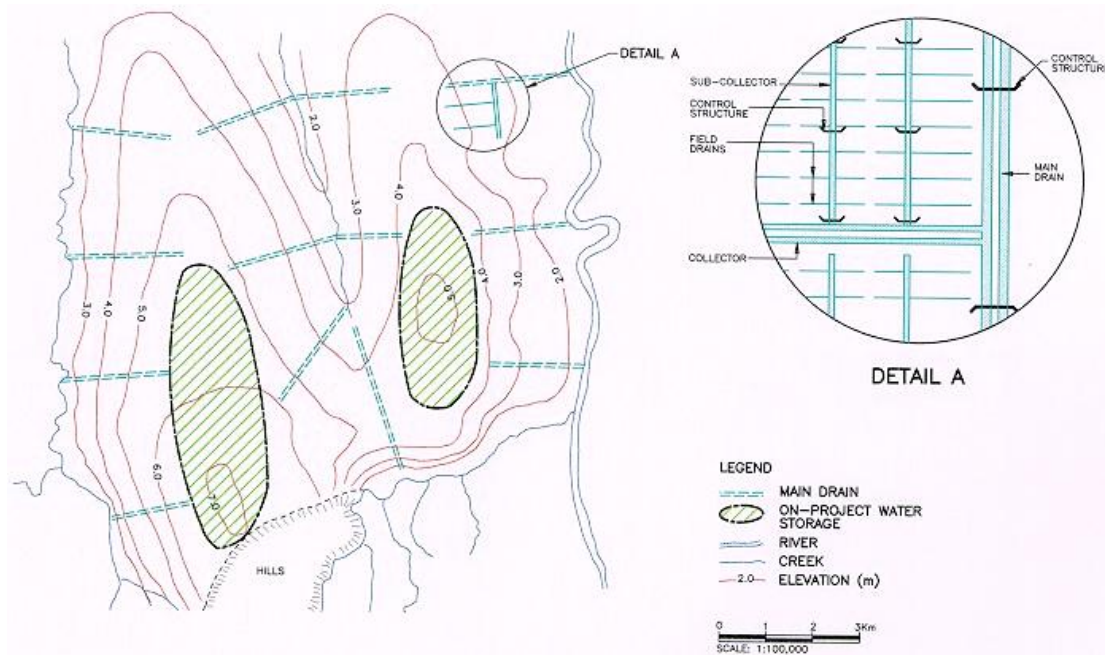 DETAIL A
2.0
3.0
4.0
4.0
3.0
2.0
5.0
3.0
4.0
5.0
6.0
7.0
HILLS
SUB-COLLECTOR
CONTROL
STRUCTURE
FIELD
DRAINS
COLLECTOR
CONTROL
STRUCTURE
MAIN
DRAIN
DETAIL A
LEGEND
MAIN DRAIN
ON-PROJECT WATER
STORAGE
RIVER
CREEK
2.0 ELEVATION (m)
0 1 2 3Km
SCALE: 1:100,000